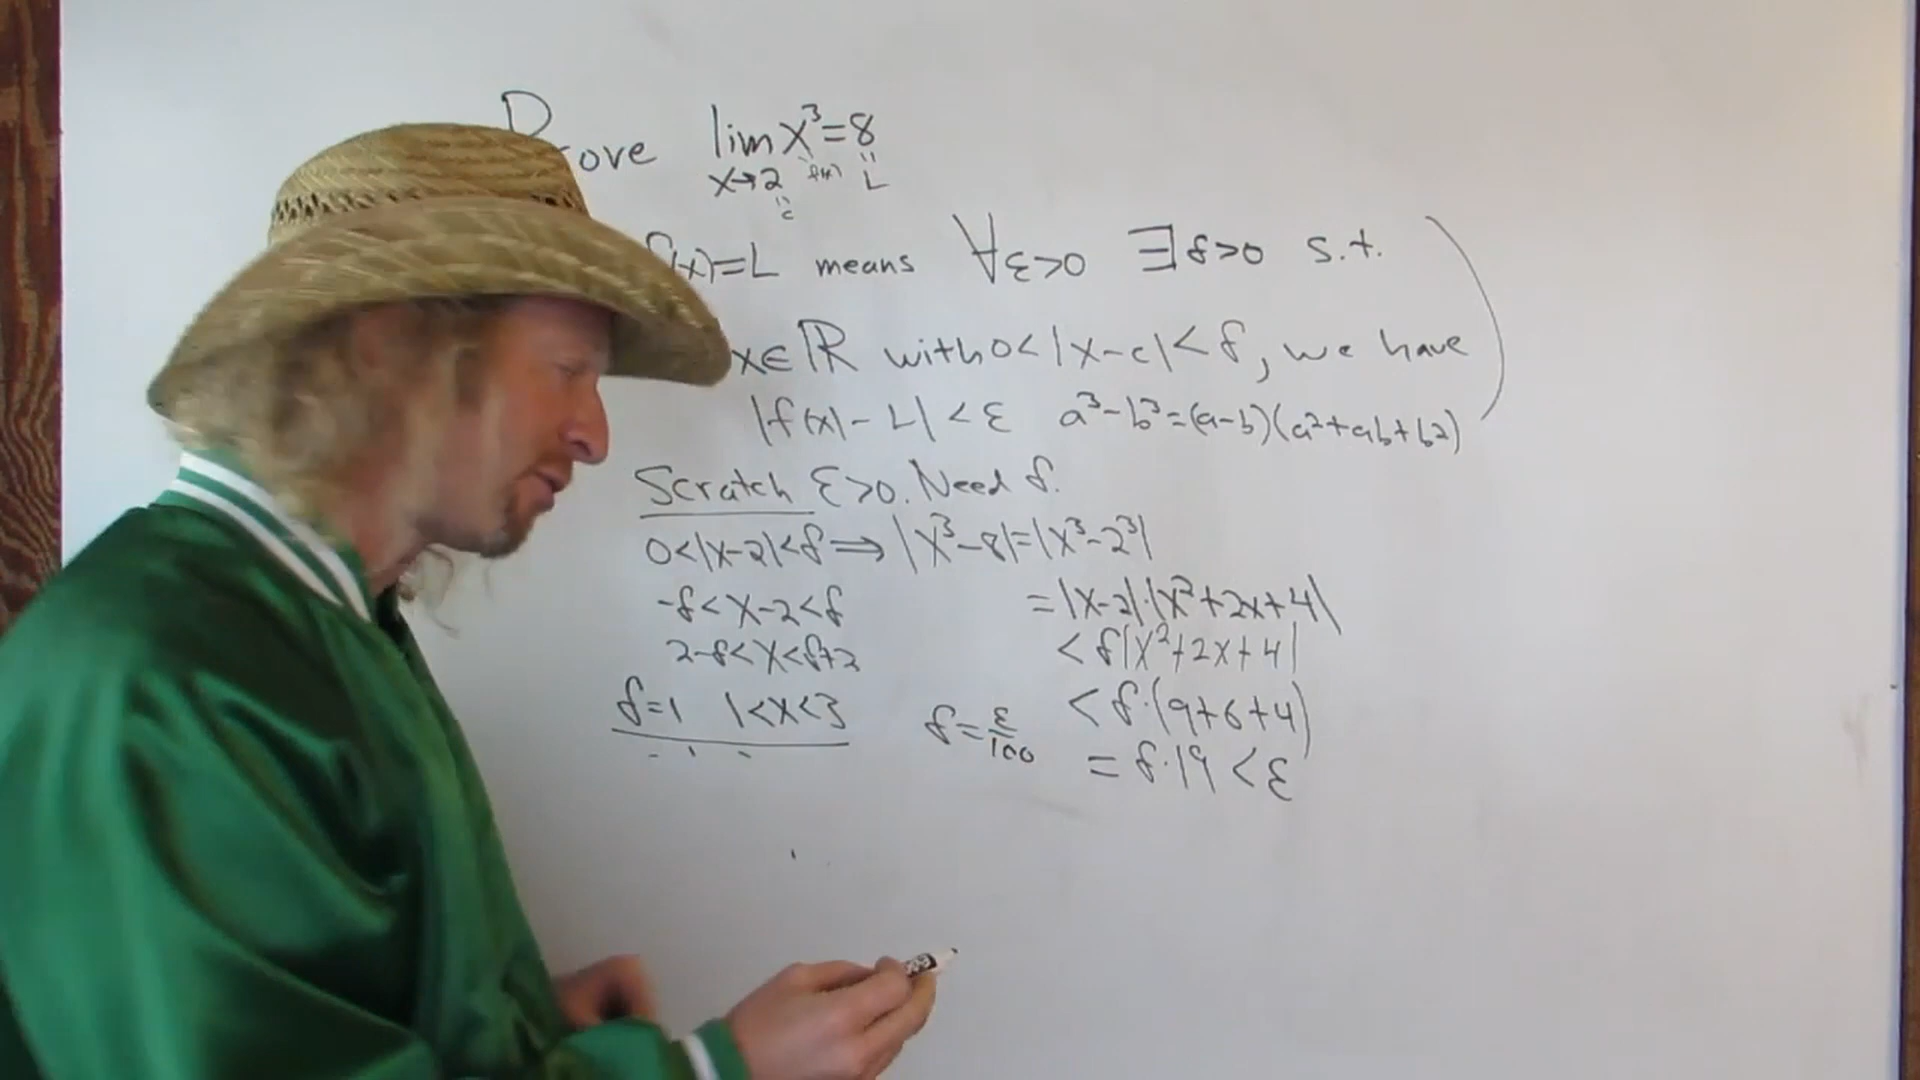 Prove lim x³=8
x→2 f(x) L
c
f(x)=L means ∀ε>0 ∃δ>0 s.t.
x∈ℝ with 0<|x-c|<δ, we have
|f(x)-L|<ε a³-b³=(a-b)(a²+ab+b²)
Scratch ε>0. Need δ.
0<|x-2|<δ⟹|x³-8|=|x³-2³|
-δ<x-2<δ =|x-2|·|x²+2x+4|
2-δ<x<δ+2 <δ|x²+2x+4|
δ=1 1<x<3 δ=ε/100 <δ·(9+6+4)
=δ·19<ε